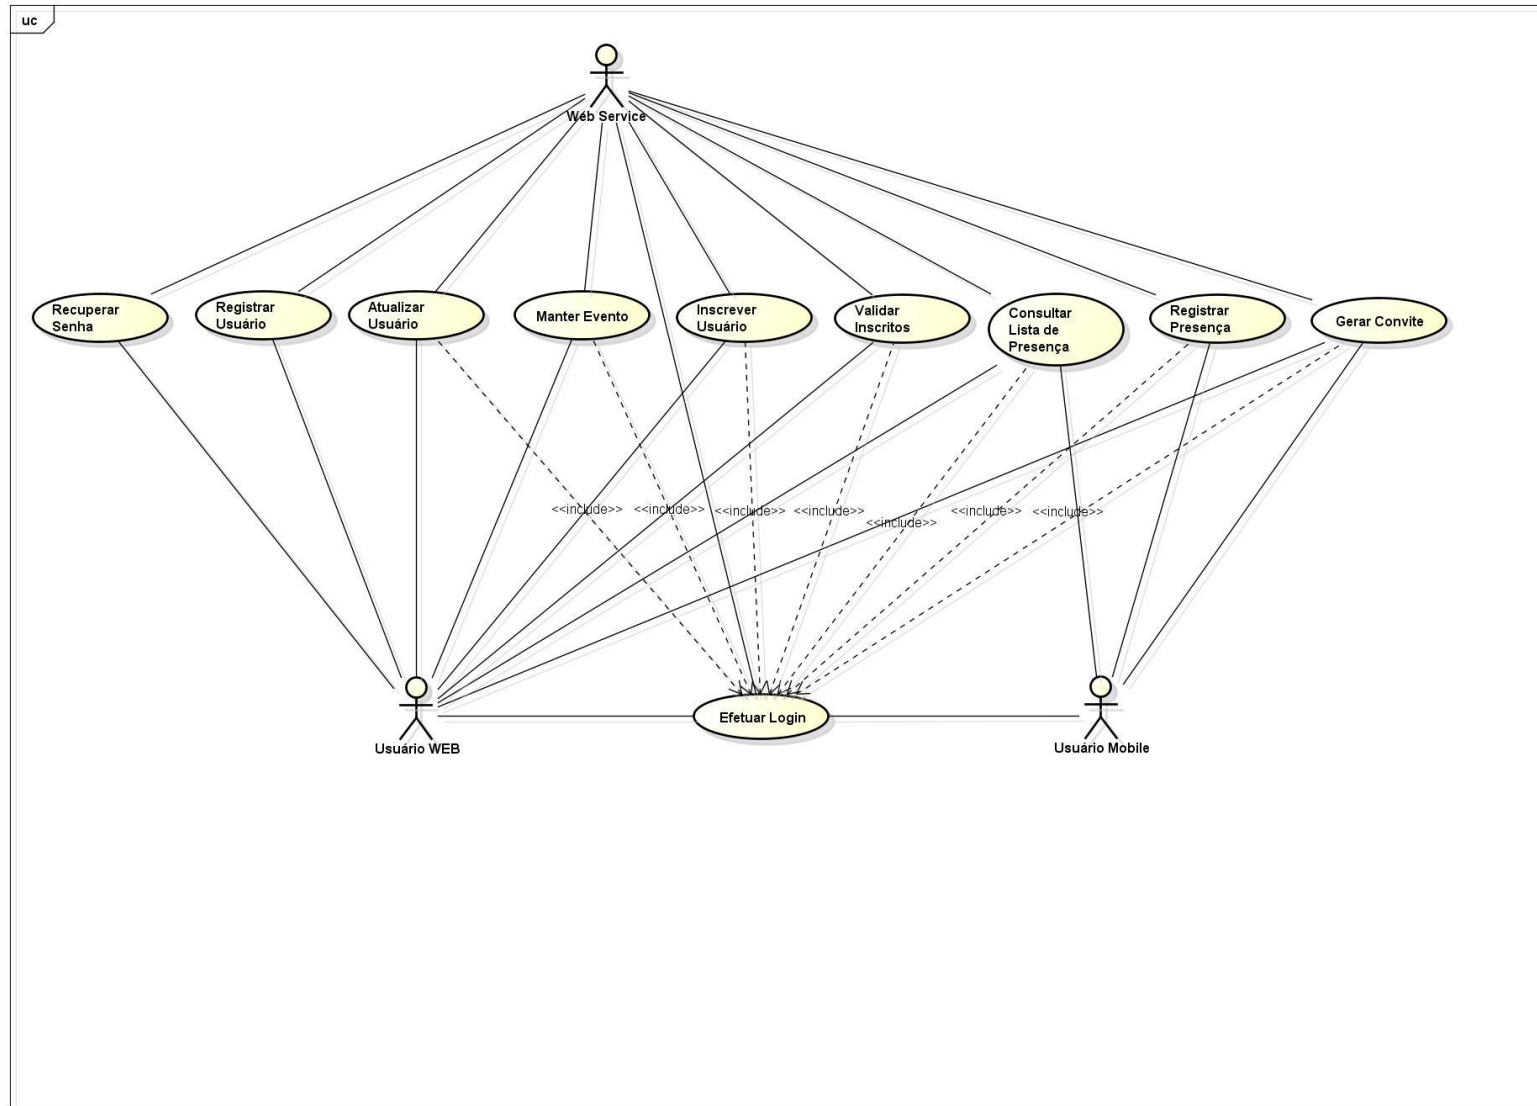 uc
Web Service
Recuperar
Senha
Registrar
Usuário
Atualizar
Usuário
Manter Evento
Inscrever
Usuário
Validar
Inscritos
Consultar
Lista de
Presença
Registrar
Presença
Gerar Convite
<<include>>
<<include>>
<<include>>
<<include>>
<<include>>
<<include>>
<<include>>
Usuário WEB
Efetuar Login
Usuário Mobile